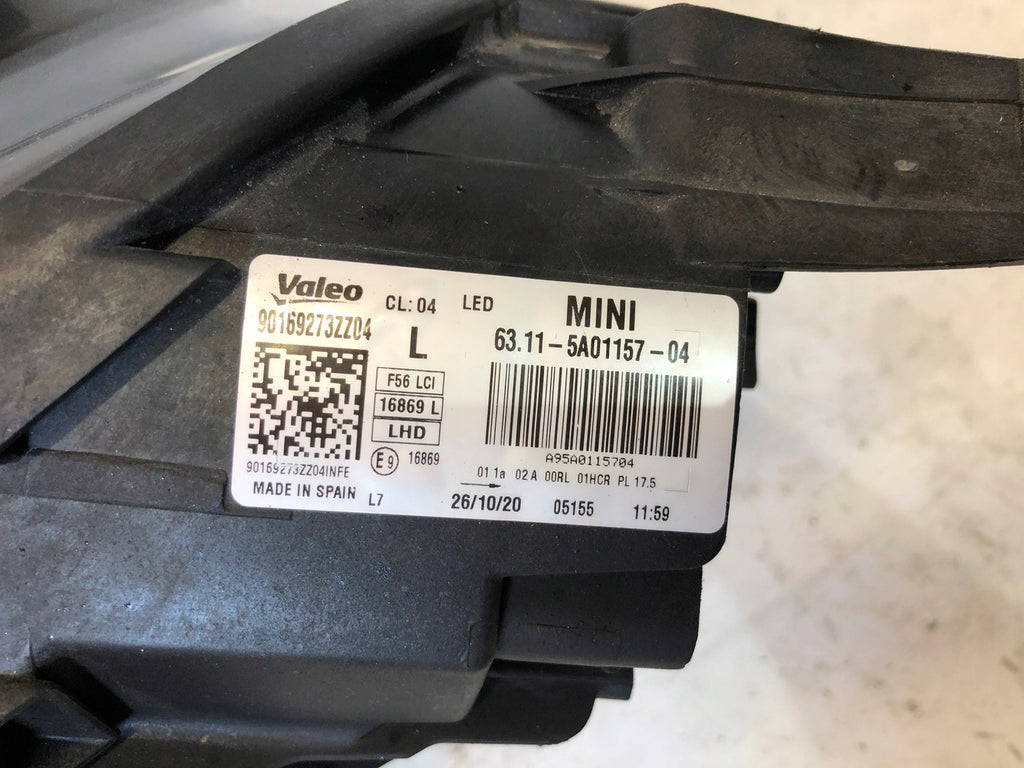 Valeo CL: 04 LED MINI
90169273ZZ04 L 63.11-5A01157-04
F56 LCI
16869 L
LHD
A95A0115704
90169273ZZ04INFE E9 16869
01 1a 02 A 00RL 01HCR PL 17.5
MADE IN SPAIN L7 26/10/20 05155 11:59